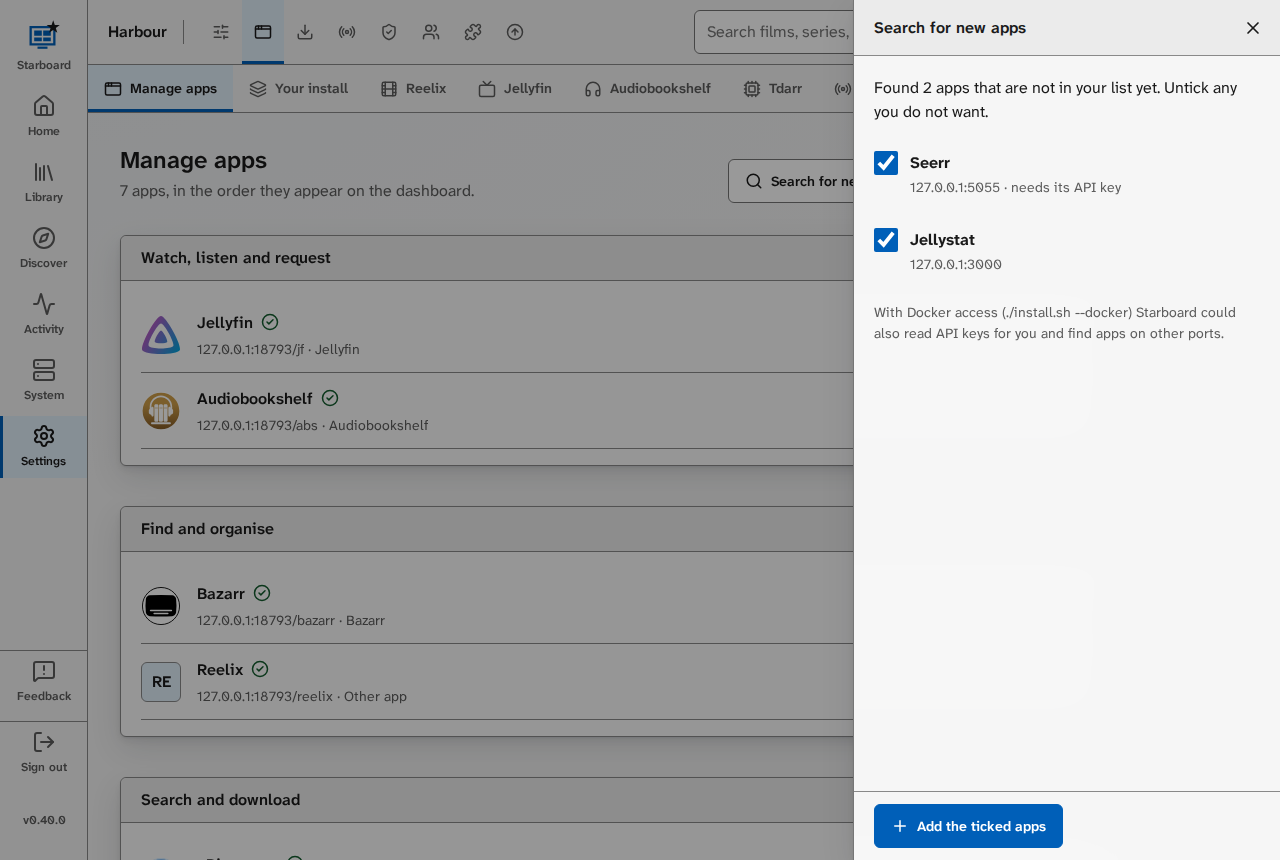 Starboard
Home
Library
Discover
Activity
System
Settings
Feedback
Sign out
v0.40.0
Harbour
Search films, series,
Manage apps
Your install
Reelix
Jellyfin
Audiobookshelf
Tdarr
Manage apps
7 apps, in the order they appear on the dashboard.
Search for ne
Watch, listen and request
Jellyfin
127.0.0.1:18793/jf · Jellyfin
Audiobookshelf
127.0.0.1:18793/abs · Audiobookshelf
Find and organise
Bazarr
127.0.0.1:18793/bazarr · Bazarr
RE
Reelix
127.0.0.1:18793/reelix · Other app
Search and download
Search for new apps
Found 2 apps that are not in your list yet. Untick any
you do not want.
Seerr
127.0.0.1:5055 · needs its API key
Jellystat
127.0.0.1:3000
With Docker access (./install.sh --docker) Starboard could
also read API keys for you and find apps on other ports.
Add the ticked apps